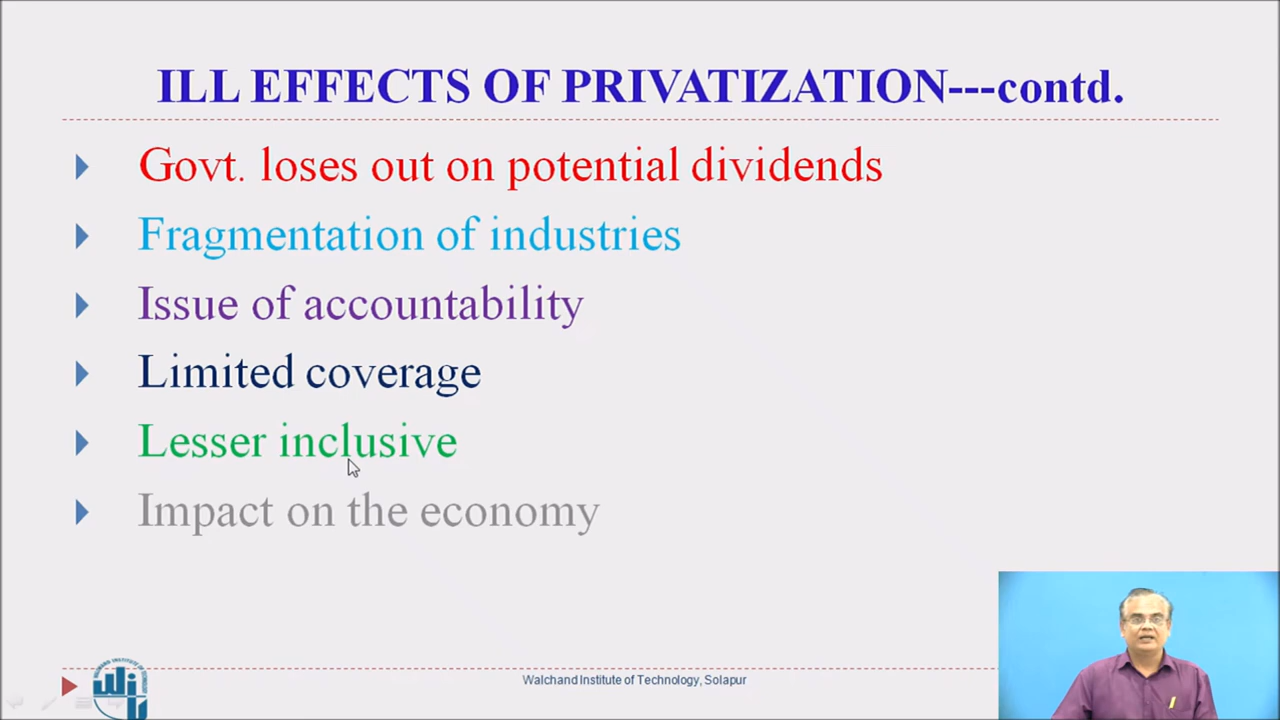 ILL EFFECTS OF PRIVATIZATION---contd.
Govt. loses out on potential dividends
Fragmentation of industries
Issue of accountability
Limited coverage
Lesser inclusive
Impact on the economy
Walchand Institute of Technology, Solapur